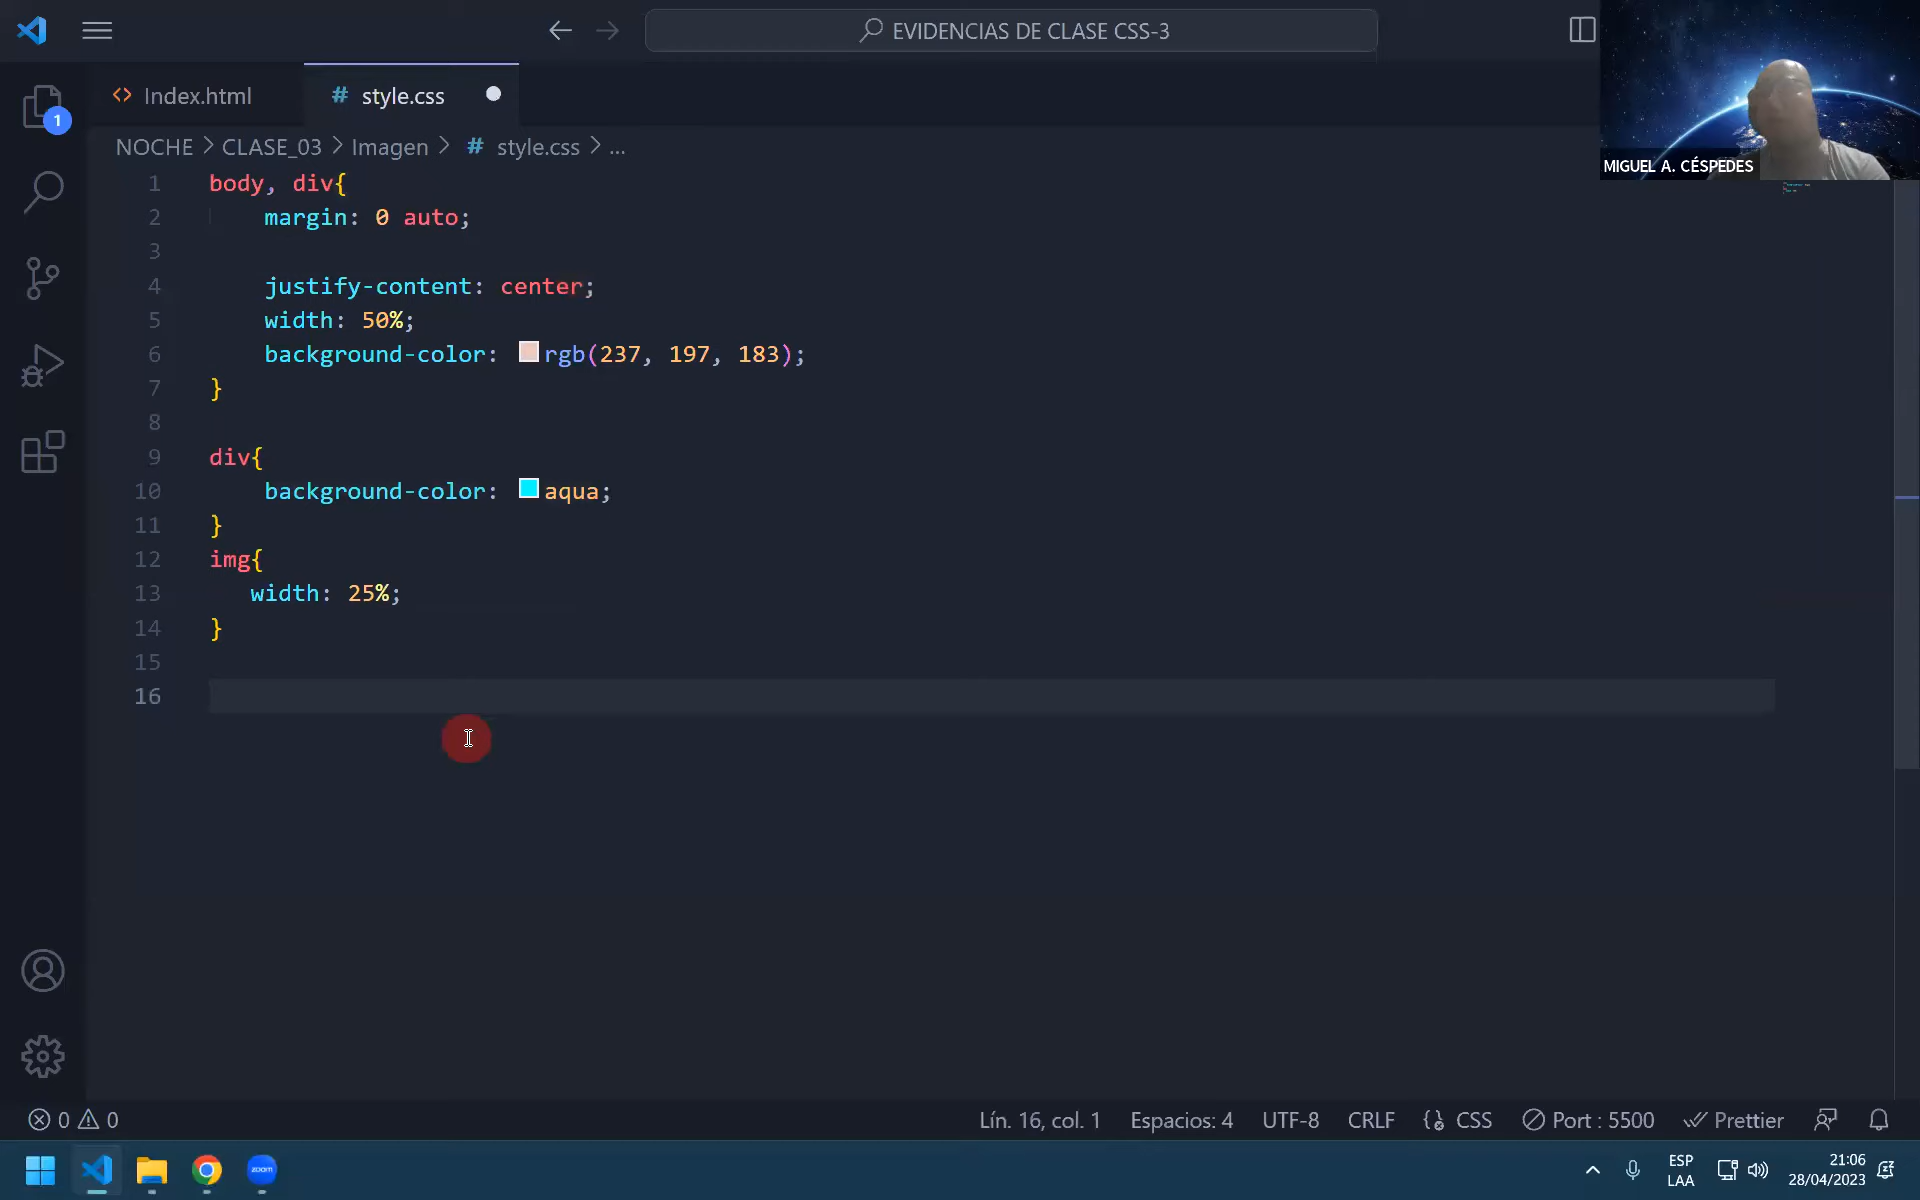 EVIDENCIAS DE CLASE CSS-3
Index.html
# style.css
1
NOCHE > CLASE_03 > Imagen > # style.css > ...
MIGUEL A. CÉSPEDES
1 body, div{
2 margin: 0 auto;
3
4 justify-content: center;
5 width: 50%;
6 background-color: rgb(237, 197, 183);
7 }
8
9 div{
10 background-color: aqua;
11 }
12 img{
13 width: 25%;
14 }
15
16
0 0 Lín. 16, col. 1 Espacios: 4 UTF-8 CRLF {} CSS Port : 5500 Prettier
zoom
ESP
LAA
21:06
28/04/2023